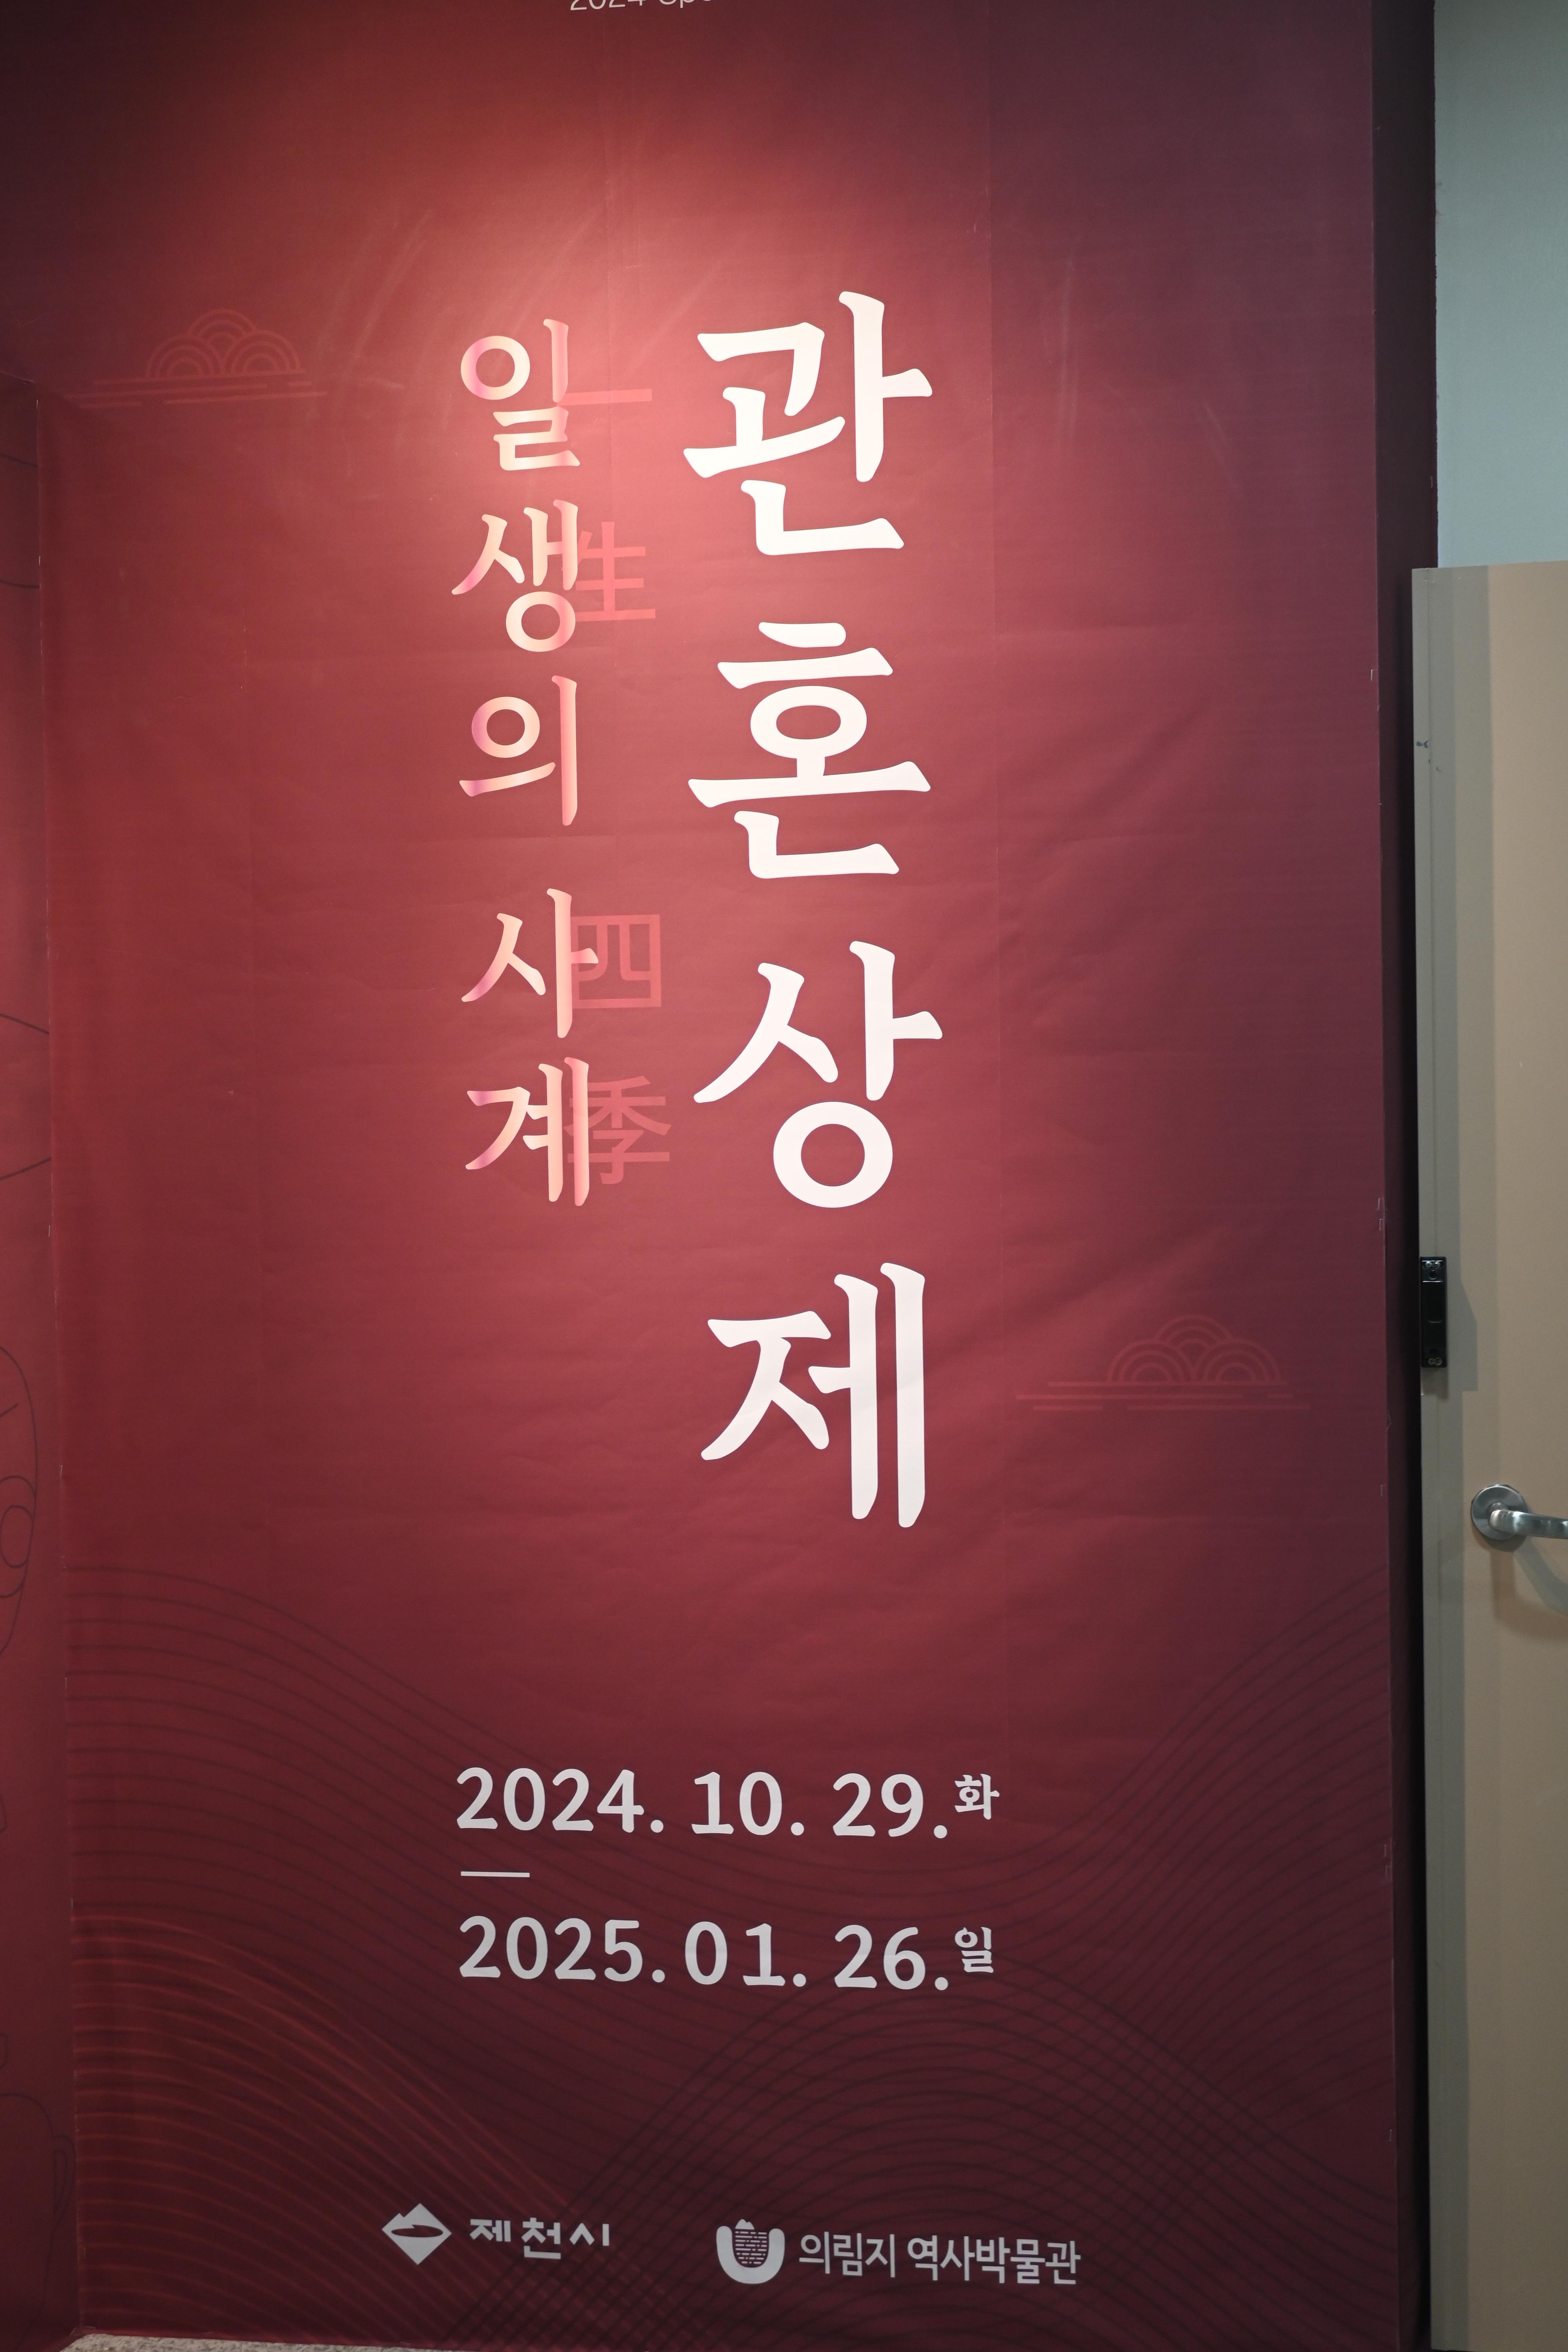 2024
관혼상제
일생의 사계
一生 四季
2024. 10. 29. 화
2025. 01. 26. 일
제천시
의림지 역사박물관